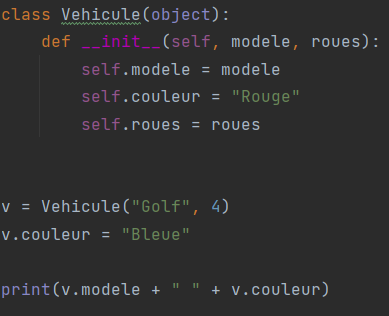 class Vehicule(object):
    def __init__(self, modele, roues):
        self.modele = modele
        self.couleur = "Rouge"
        self.roues = roues
v = Vehicule("Golf", 4)
v.couleur = "Bleue"
print(v.modele + " " + v.couleur)